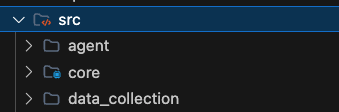 src
agent
core
data_collection